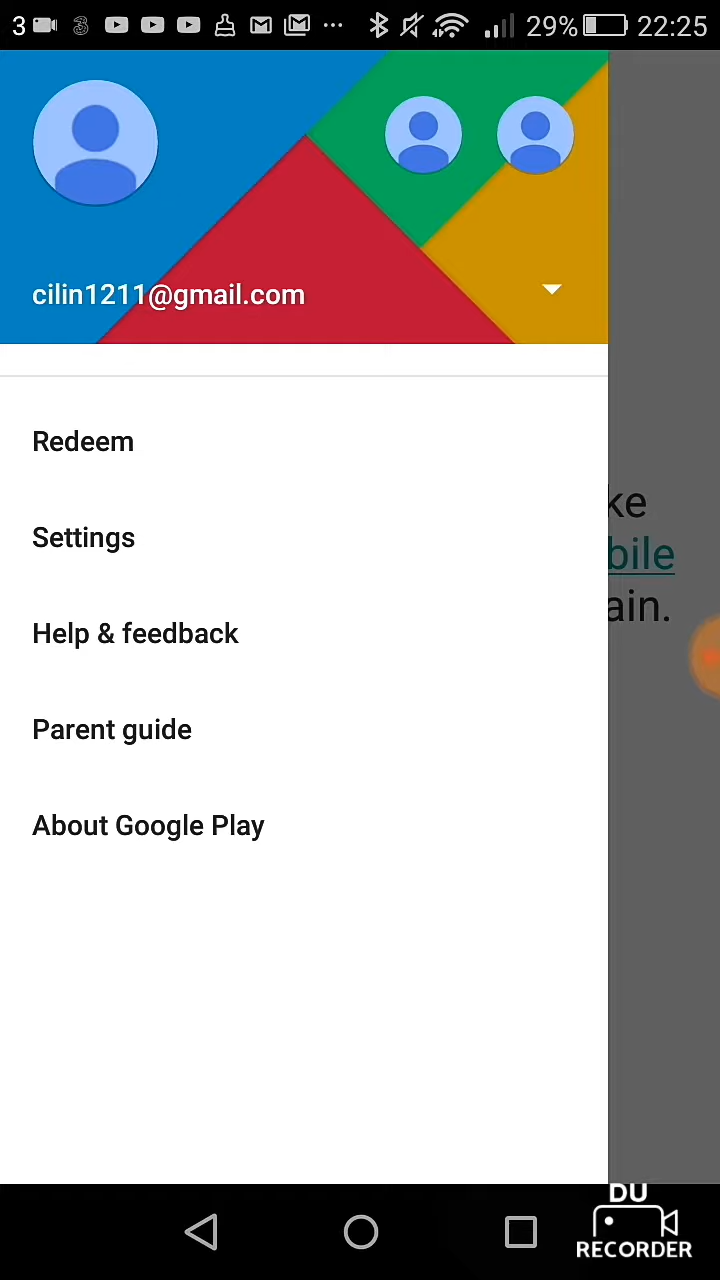 3 29% 22:25
cilin1211@gmail.com
Redeem
Settings
Help & feedback
Parent guide
About Google Play
ke
bile
ain.
DU
RECORDER